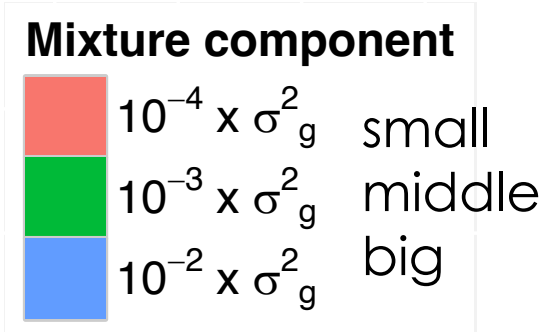 Mixture component
10⁻⁴ x σ²g small
10⁻³ x σ²g middle
10⁻² x σ²g big